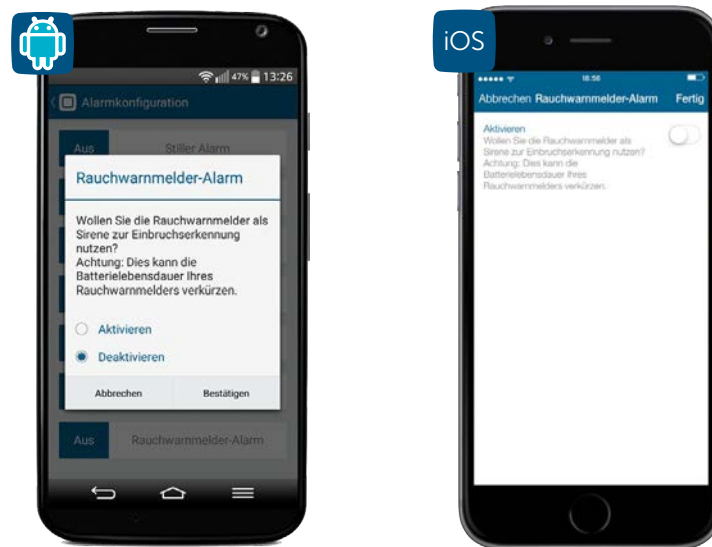 47% 13:26
Alarmkonfiguration
Aus Stiller Alarm
Rauchwarnmelder-Alarm
Wollen Sie die Rauchwarnmelder als
Sirene zur Einbruchserkennung
nutzen?
Achtung: Dies kann die
Batterielebensdauer Ihres
Rauchwarnmelders verkürzen.
Aktivieren
Deaktivieren
Abbrechen Bestätigen
Aus Rauchwarnmelder-Alarm
iOS
18:56
Abbrechen Rauchwarnmelder-Alarm Fertig
Aktivieren
Wollen Sie die Rauchwarnmelder als
Sirene zur Einbruchserkennung nutzen?
Achtung: Dies kann die
Batterielebensdauer Ihres
Rauchwarnmelders verkürzen.